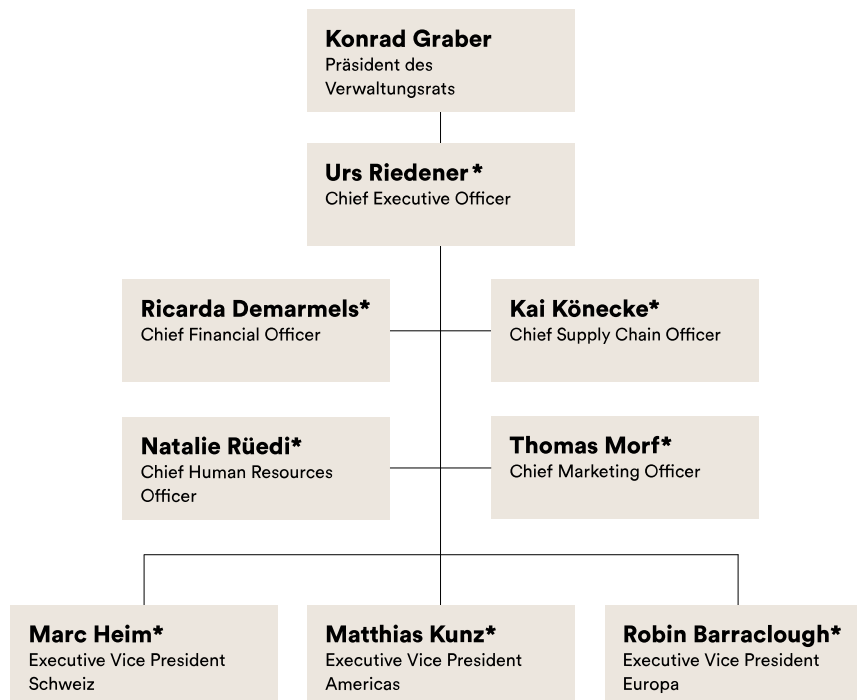 Konrad Graber
Präsident des
Verwaltungsrats
Urs Riedener*
Chief Executive Officer
Ricarda Demarmels*
Chief Financial Officer
Kai Könecke*
Chief Supply Chain Officer
Natalie Rüedi*
Chief Human Resources
Officer
Thomas Morf*
Chief Marketing Officer
Marc Heim*
Executive Vice President
Schweiz
Matthias Kunz*
Executive Vice President
Americas
Robin Barraclough*
Executive Vice President
Europa